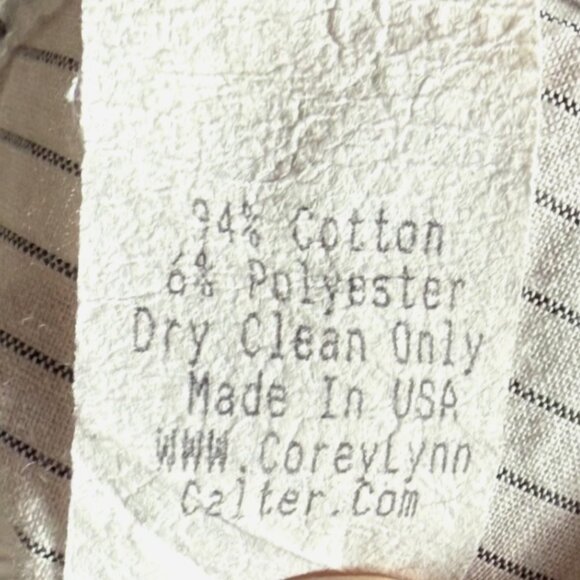 94% Cotton
6% Polyester
Dry Clean Only
Made In USA
WWW.CoreyLynn
Calter.Com